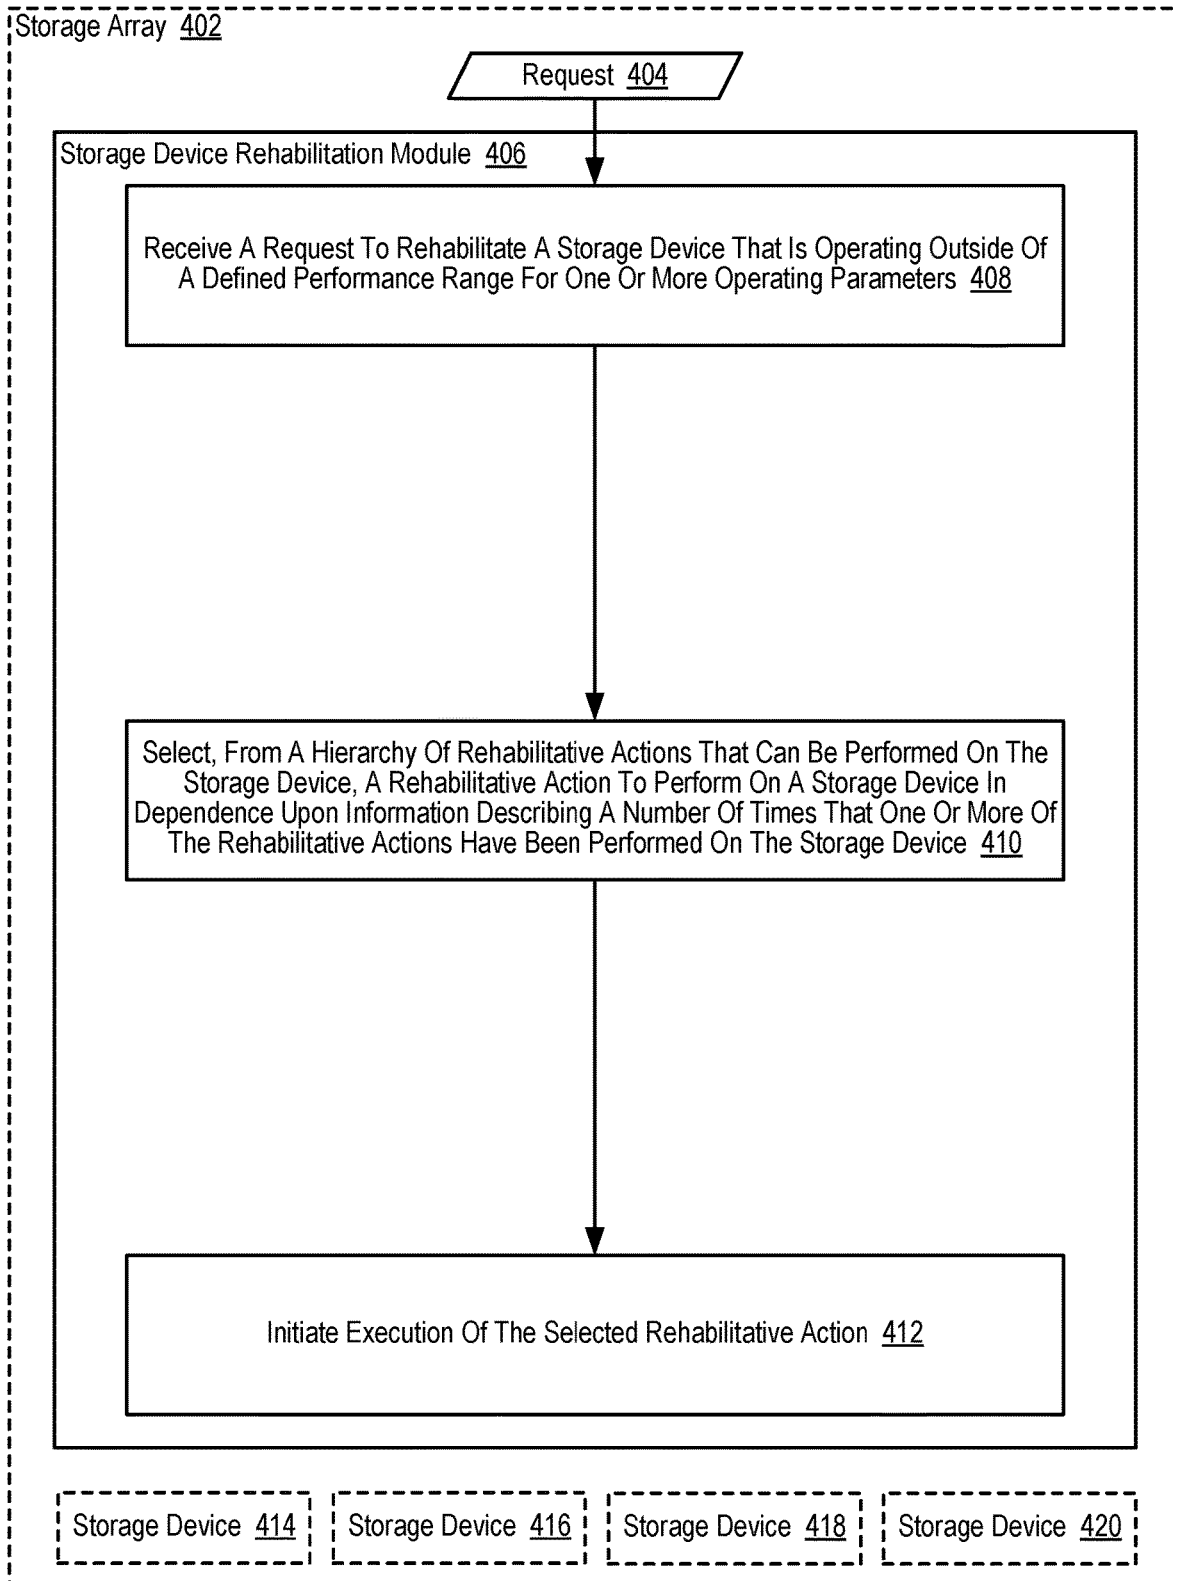 Storage Array 402
Request 404
Storage Device Rehabilitation Module 406
Receive A Request To Rehabilitate A Storage Device That Is Operating Outside Of
A Defined Performance Range For One Or More Operating Parameters 408
Select, From A Hierarchy Of Rehabilitative Actions That Can Be Performed On The
Storage Device, A Rehabilitative Action To Perform On A Storage Device In
Dependence Upon Information Describing A Number Of Times That One Or More Of
The Rehabilitative Actions Have Been Performed On The Storage Device 410
Initiate Execution Of The Selected Rehabilitative Action 412
Storage Device 414
Storage Device 416
Storage Device 418
Storage Device 420